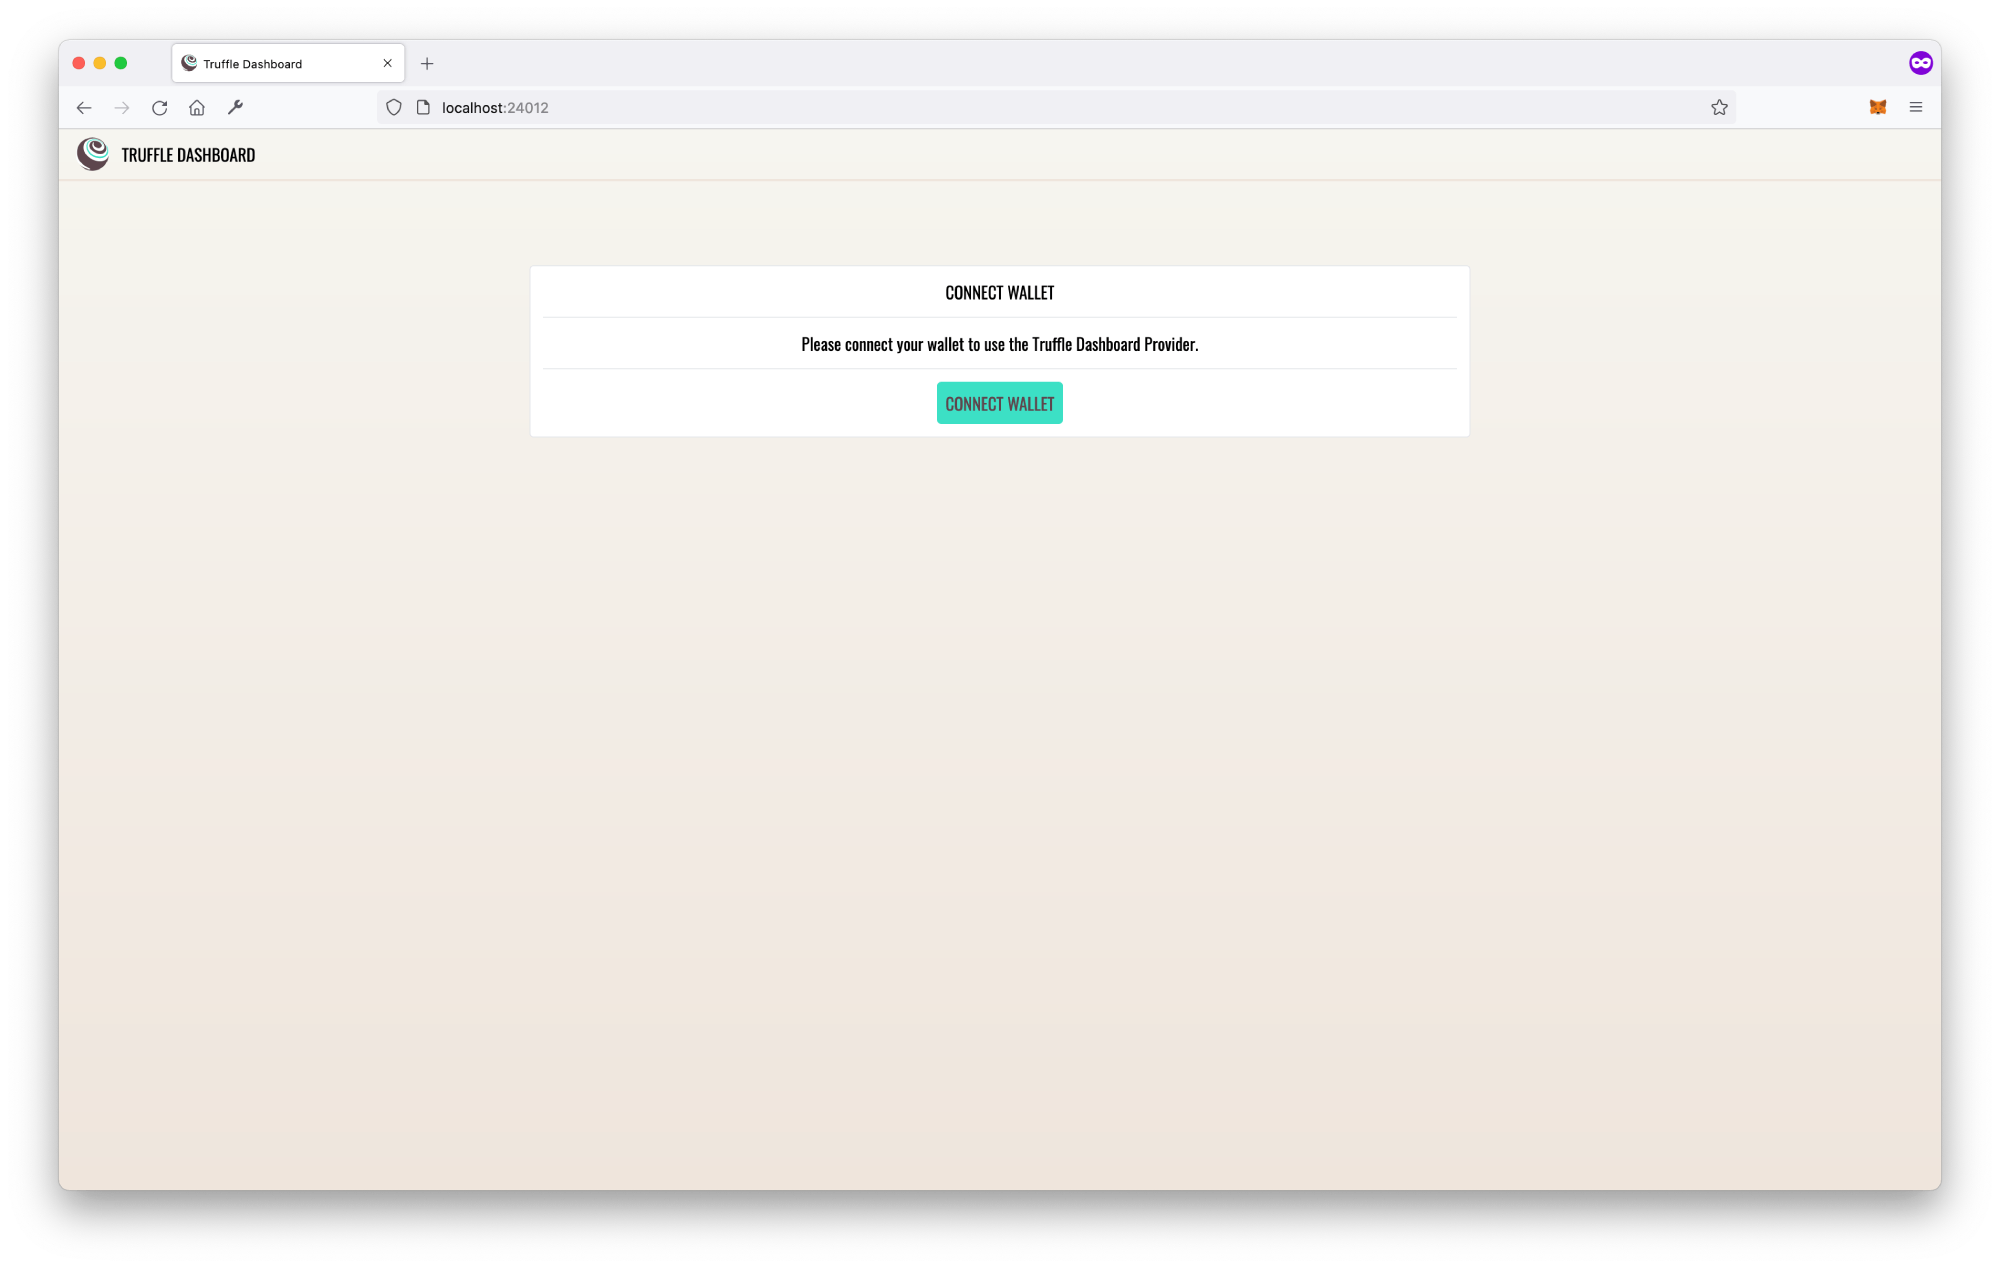 Truffle Dashboard
localhost:24012
TRUFFLE DASHBOARD
CONNECT WALLET
Please connect your wallet to use the Truffle Dashboard Provider.
CONNECT WALLET